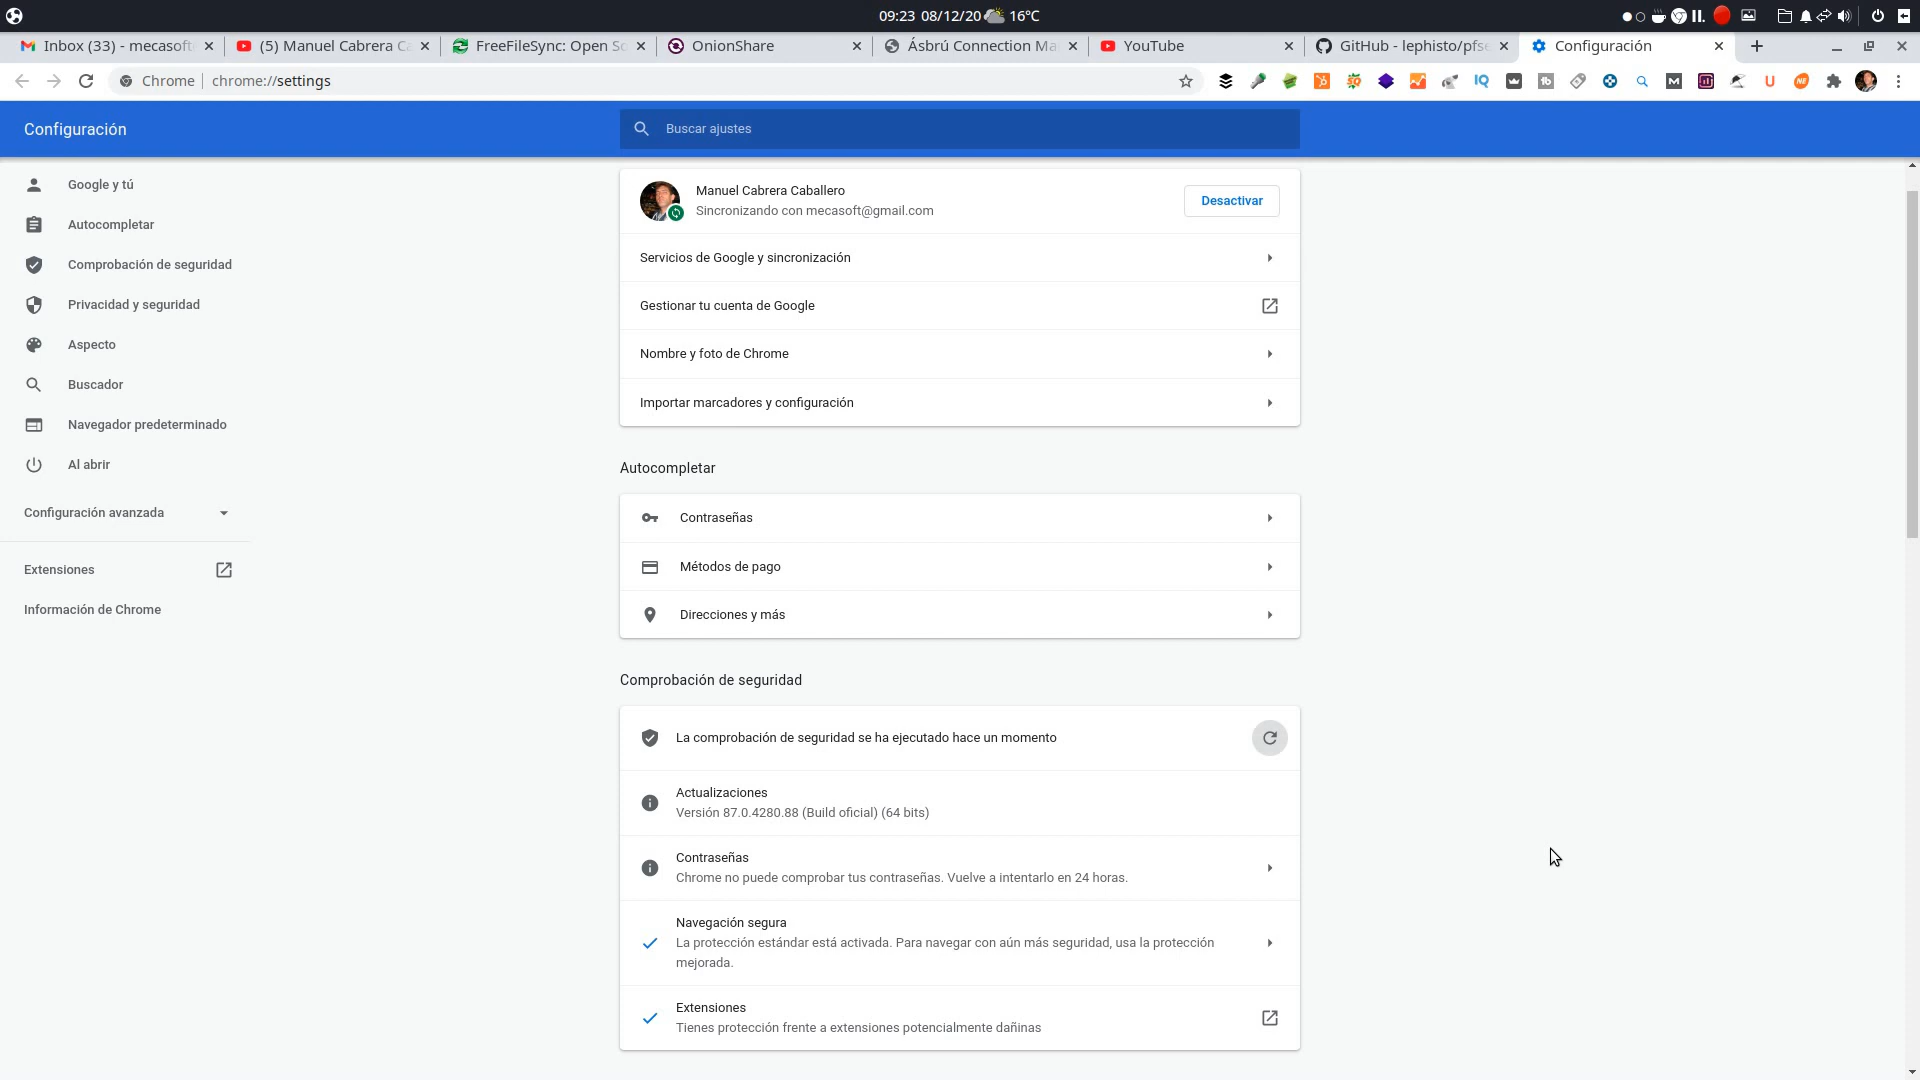 09:23 08/12/20 16°C
Inbox (33) - mecasoft
(5) Manuel Cabrera Ca
FreeFileSync: Open So
OnionShare
Ásbrú Connection Ma
YouTube
GitHub - lephisto/pfse
Configuración
Chrome chrome://settings
Configuración
Buscar ajustes
Google y tú
Autocompletar
Comprobación de seguridad
Privacidad y seguridad
Aspecto
Buscador
Navegador predeterminado
Al abrir
Configuración avanzada
Extensiones
Información de Chrome
Manuel Cabrera Caballero
Sincronizando con mecasoft@gmail.com
Desactivar
Servicios de Google y sincronización
Gestionar tu cuenta de Google
Nombre y foto de Chrome
Importar marcadores y configuración
Autocompletar
Contraseñas
Métodos de pago
Direcciones y más
Comprobación de seguridad
La comprobación de seguridad se ha ejecutado hace un momento
Actualizaciones
Versión 87.0.4280.88 (Build oficial) (64 bits)
Contraseñas
Chrome no puede comprobar tus contraseñas. Vuelve a intentarlo en 24 horas.
Navegación segura
La protección estándar está activada. Para navegar con aún más seguridad, usa la protección
mejorada.
Extensiones
Tienes protección frente a extensiones potencialmente dañinas